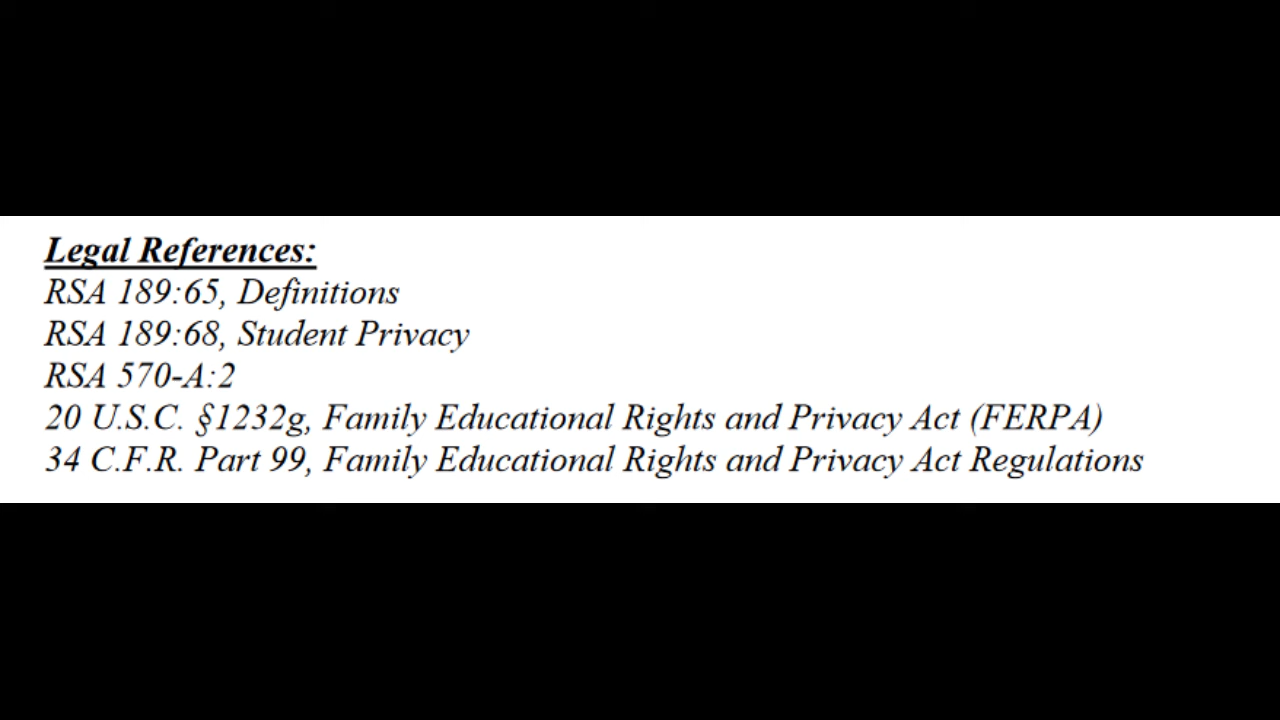 Legal References:
RSA 189:65, Definitions
RSA 189:68, Student Privacy
RSA 570-A:2
20 U.S.C. §1232g, Family Educational Rights and Privacy Act (FERPA)
34 C.F.R. Part 99, Family Educational Rights and Privacy Act Regulations